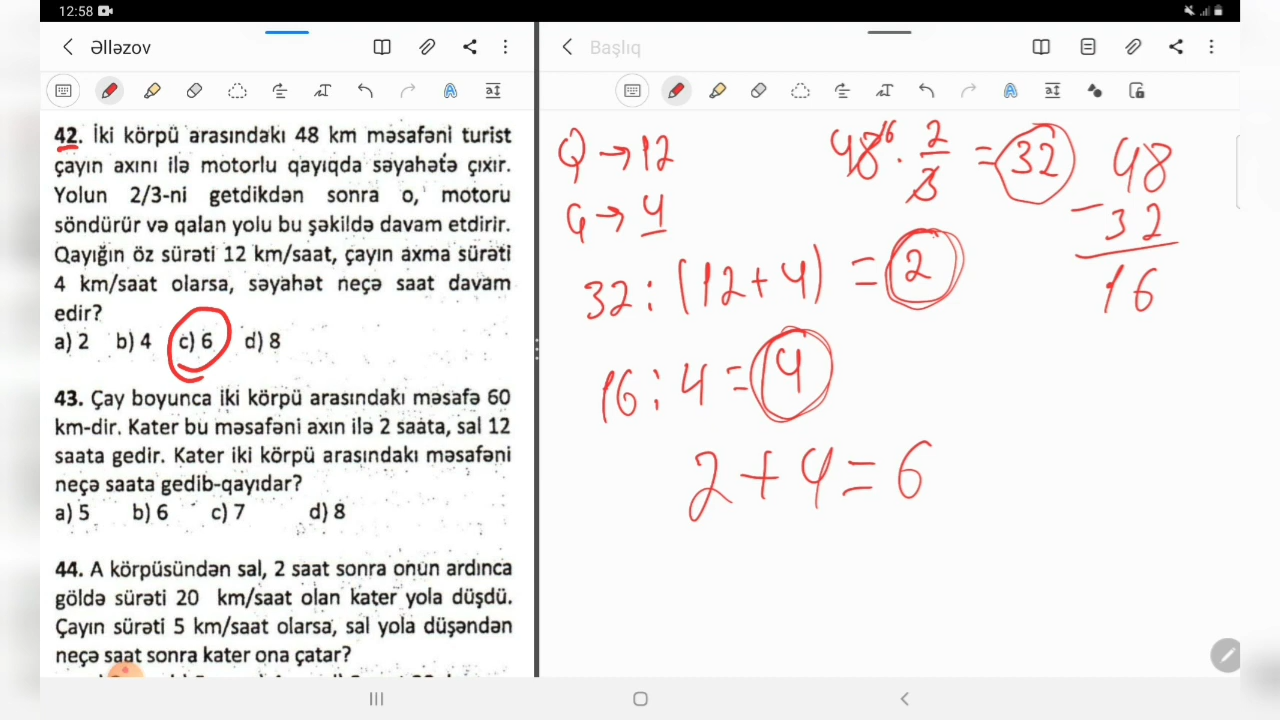 12:58
Əlləzov
Başlıq
42. İki körpü arasındakı 48 km məsafəni turist
çayın axını ilə motorlu qayıqda səyahətə çıxır.
Yolun 2/3-ni getdikdən sonra o, motoru
söndürür və qalan yolu bu şəkildə davam etdirir.
Qayığın öz sürəti 12 km/saat, çayın axma sürəti
4 km/saat olarsa, səyahət neçə saat davam
edir?
a) 2 b) 4 c) 6 d) 8
43. Çay boyunca iki körpü arasındakı məsafə 60
km-dir. Kater bu məsafəni axın ilə 2 saata, sal 12
saata gedir. Kater iki körpü arasındakı məsafəni
neçə saata gedib-qayıdar?
a) 5 b) 6 c) 7 d) 8
44. A körpüsündən sal, 2 saat sonra onun ardınca
göldə sürəti 20 km/saat olan kater yola düşdü.
Çayın sürəti 5 km/saat olarsa, sal yola düşəndən
neçə saat sonra kater ona çatar?
Q → 12
48 16 · 2/3 = 32
Ç → 4
48
- 32
16
32 : (12 + 4) = 2
16 : 4 = 4
2 + 4 = 6